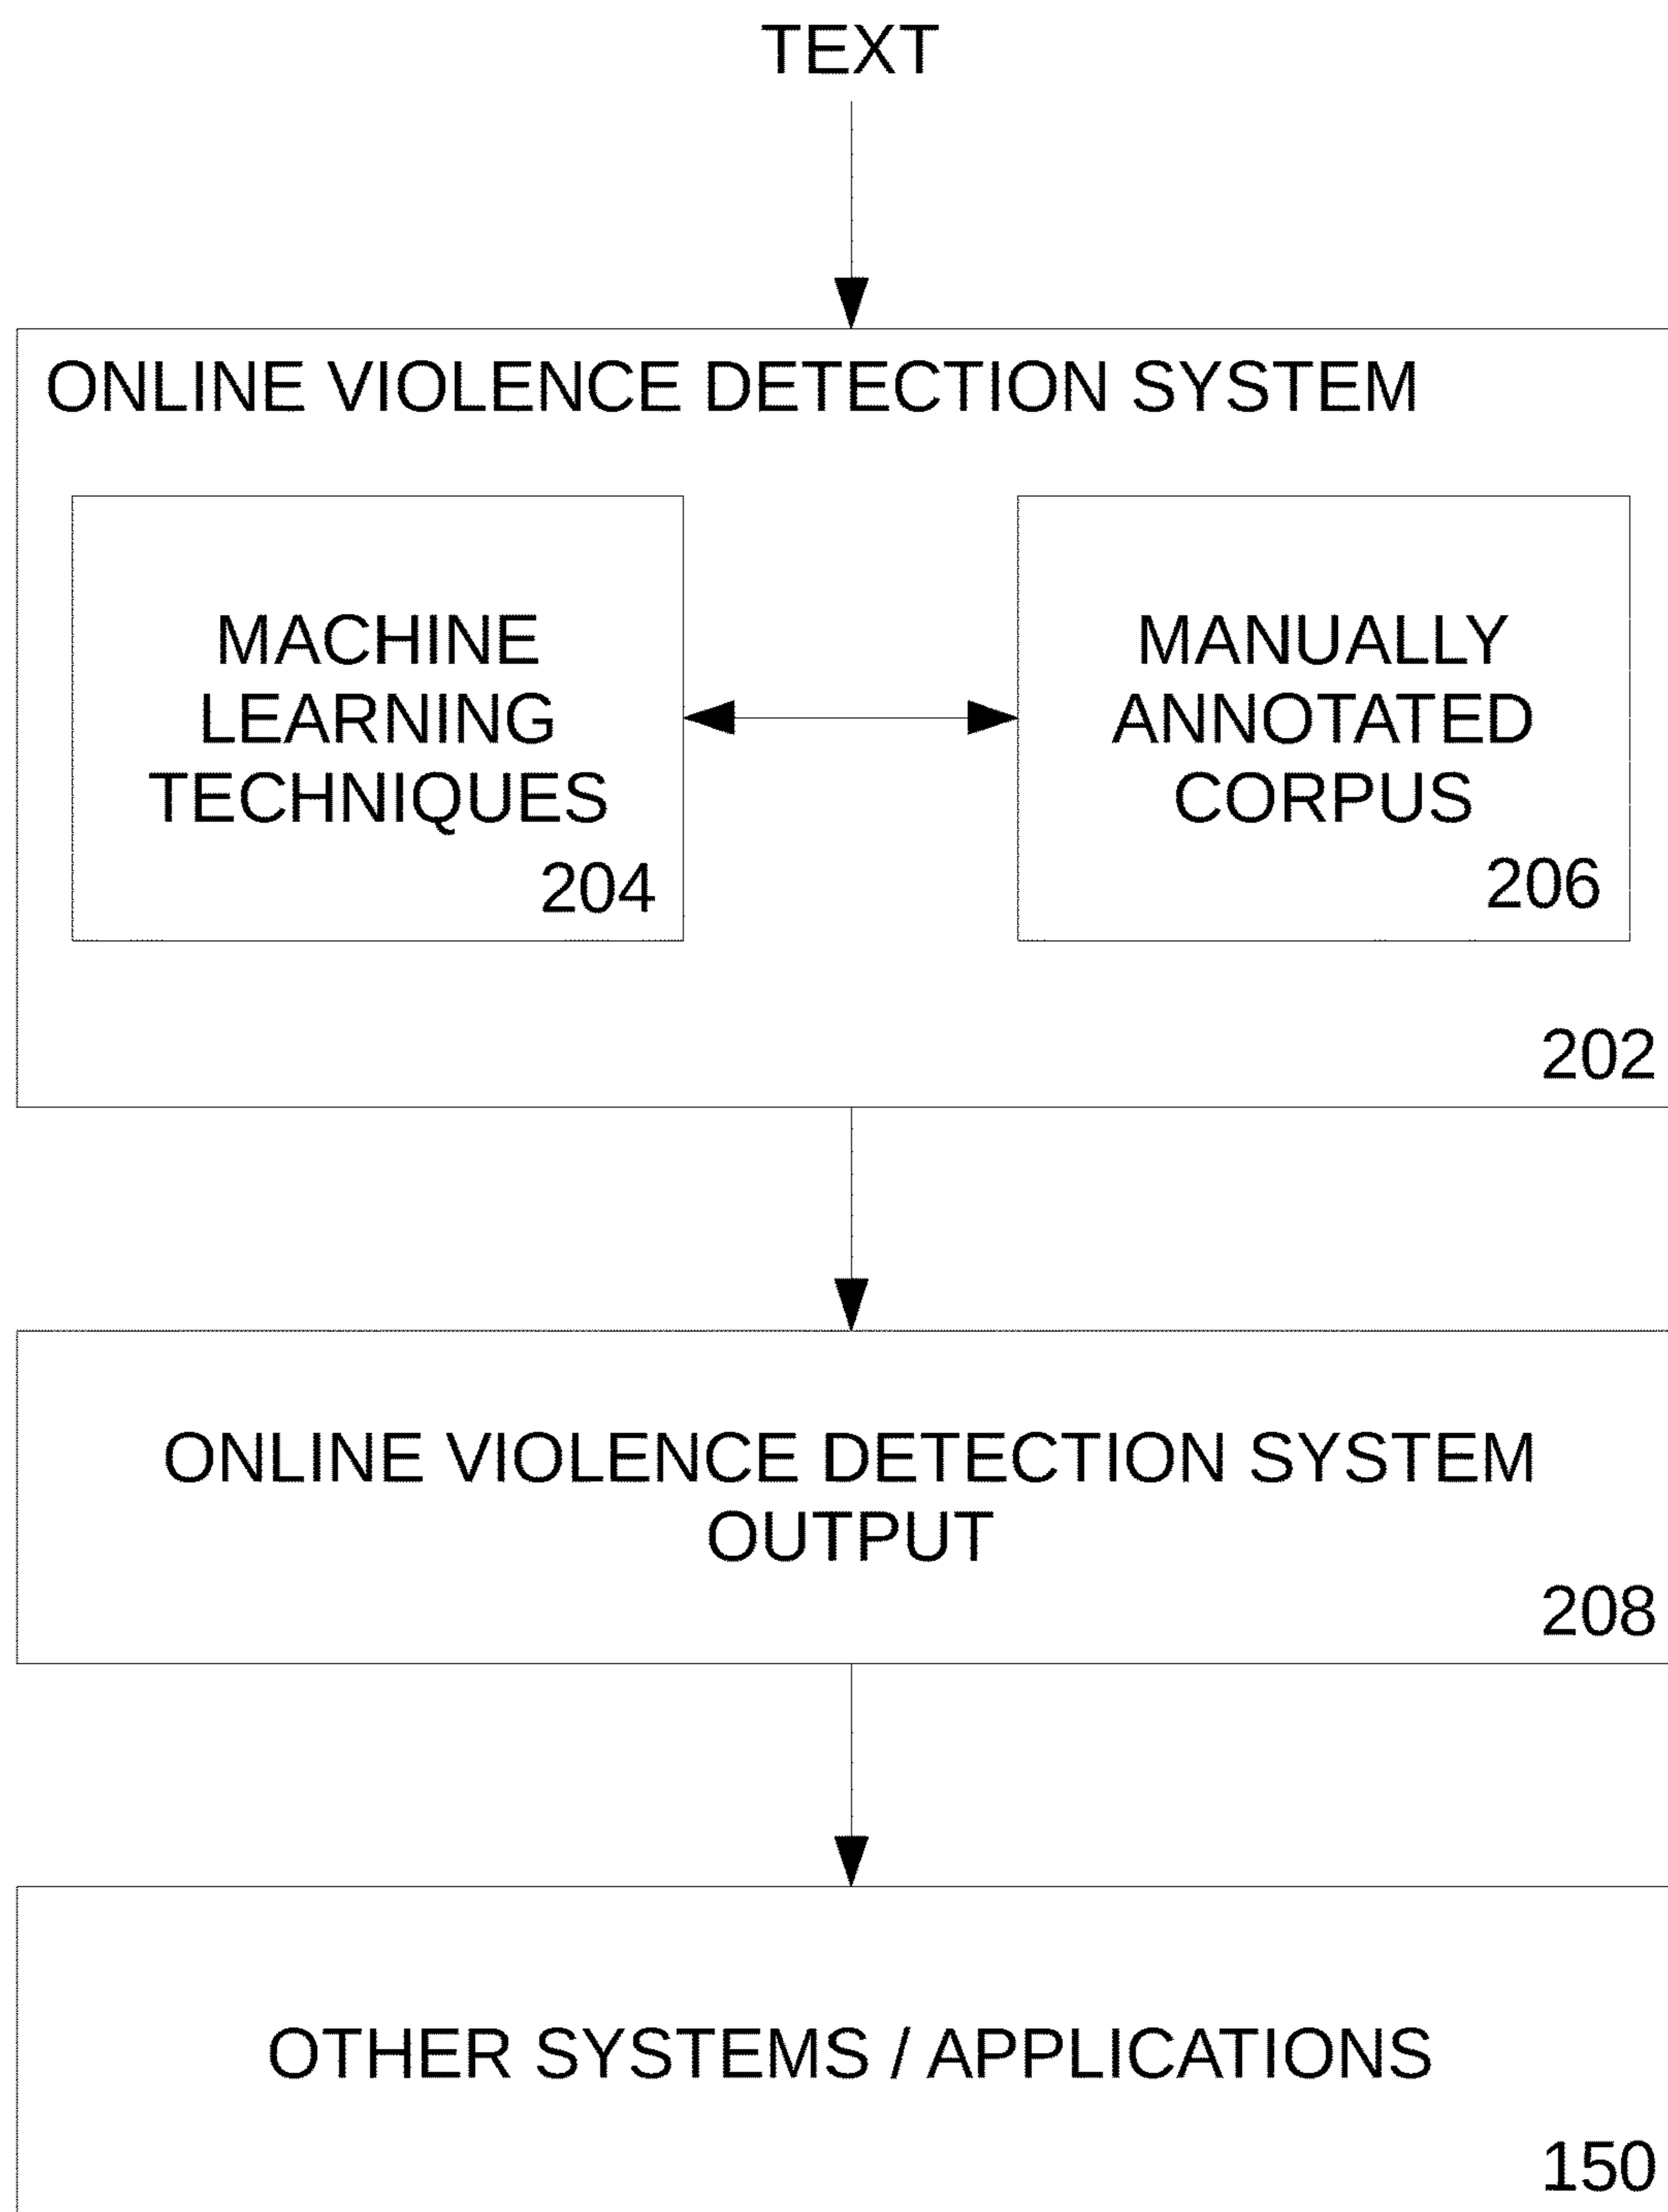 TEXT
ONLINE VIOLENCE DETECTION SYSTEM
MACHINE
LEARNING
TECHNIQUES
204
MANUALLY
ANNOTATED
CORPUS
206
202
ONLINE VIOLENCE DETECTION SYSTEM
OUTPUT
208
OTHER SYSTEMS / APPLICATIONS
150